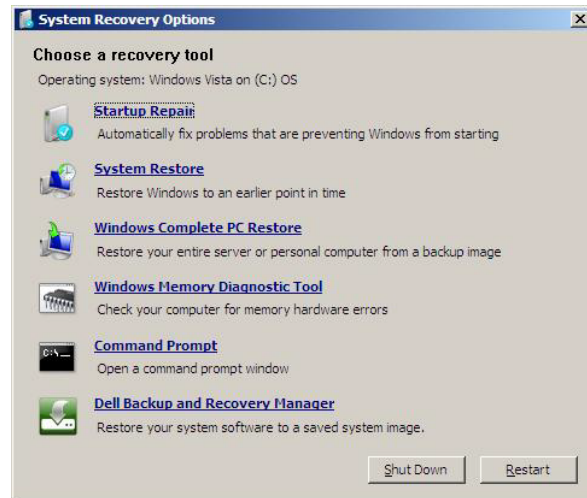 System Recovery Options
Choose a recovery tool
Operating system: Windows Vista on (C:) OS
Startup Repair
Automatically fix problems that are preventing Windows from starting
System Restore
Restore Windows to an earlier point in time
Windows Complete PC Restore
Restore your entire server or personal computer from a backup image
Windows Memory Diagnostic Tool
Check your computer for memory hardware errors
C:\_
Command Prompt
Open a command prompt window
Dell Backup and Recovery Manager
Restore your system software to a saved system image.
Shut Down
Restart